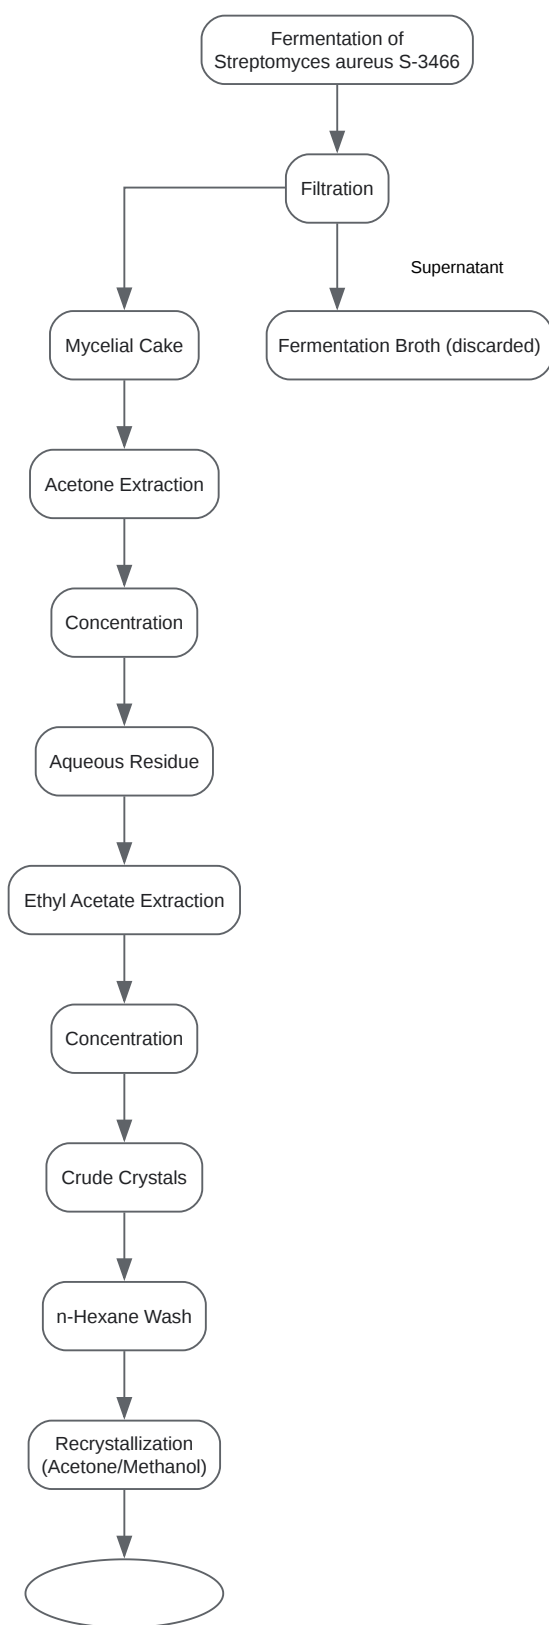 Fermentation of
Streptomyces aureus S-3466
Filtration
Supernatant
Mycelial Cake
Fermentation Broth (discarded)
Acetone Extraction
Concentration
Aqueous Residue
Ethyl Acetate Extraction
Concentration
Crude Crystals
n-Hexane Wash
Recrystallization
(Acetone/Methanol)